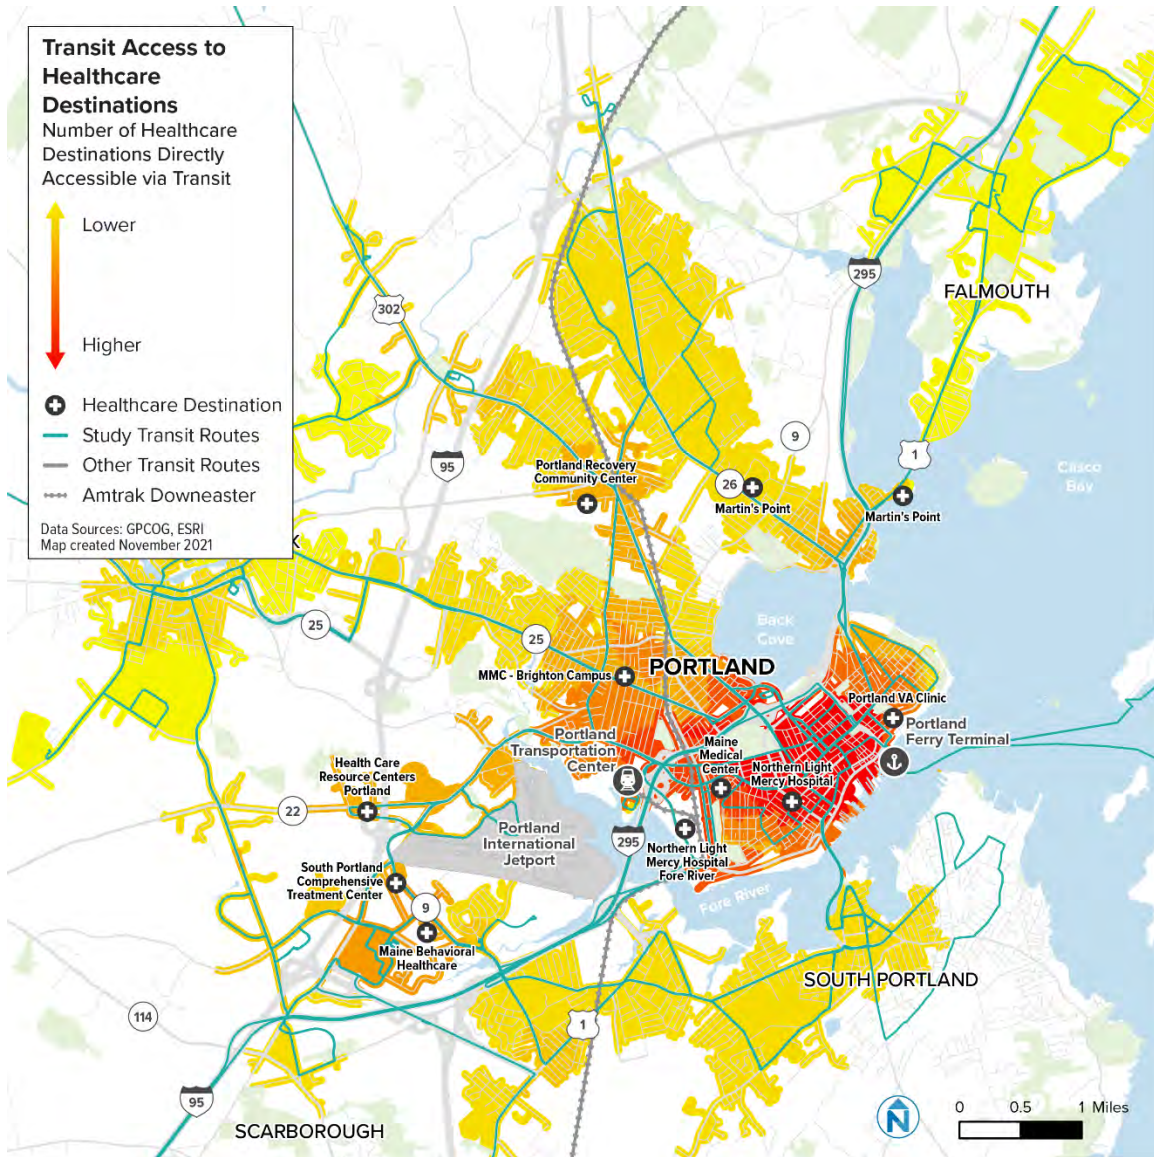 Transit Access to
Healthcare
Destinations
Number of Healthcare
Destinations Directly
Accessible via Transit
Lower
Higher
Healthcare Destination
Study Transit Routes
Other Transit Routes
Amtrak Downeaster
Data Sources: GPCOG, ESRI
Map created November 2021
K
302
295
FALMOUTH
95
9
1
Casco
Bay
Portland Recovery
Community Center
26
Martin's Point
Martin's Point
25
25
Back
Cove
MMC - Brighton Campus
PORTLAND
Portland VA Clinic
Portland
Ferry Terminal
Portland
Transportation
Center
Maine
Medical
Center
Northern Light
Mercy Hospital
Health Care
Resource Centers
Portland
22
Portland
International
Jetport
295
Northern Light
Mercy Hospital
Fore River
South Portland
Comprehensive
Treatment Center
9
Fore River
Maine Behavioral
Healthcare
SOUTH PORTLAND
114
1
95
SCARBOROUGH
N
0 0.5 1 Miles